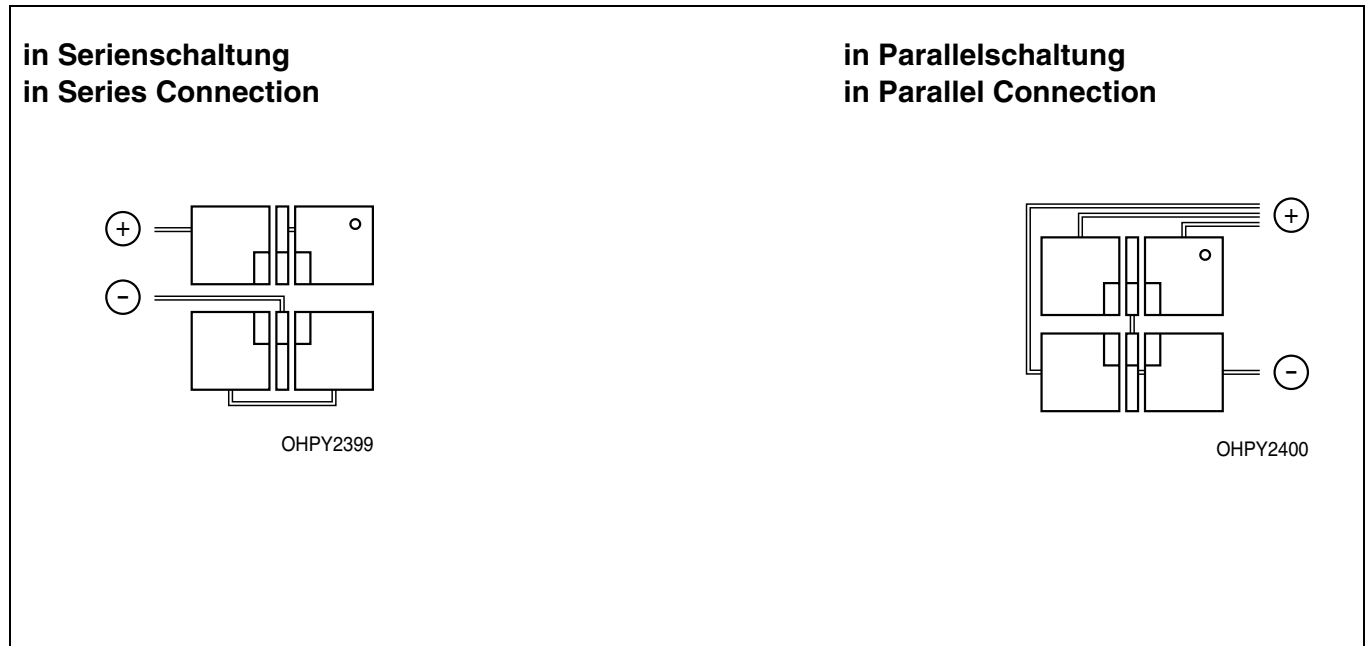 in Serienschaltung
in Series Connection
in Parallelschaltung
in Parallel Connection
+
-
OHPY2399
+
-
OHPY2400